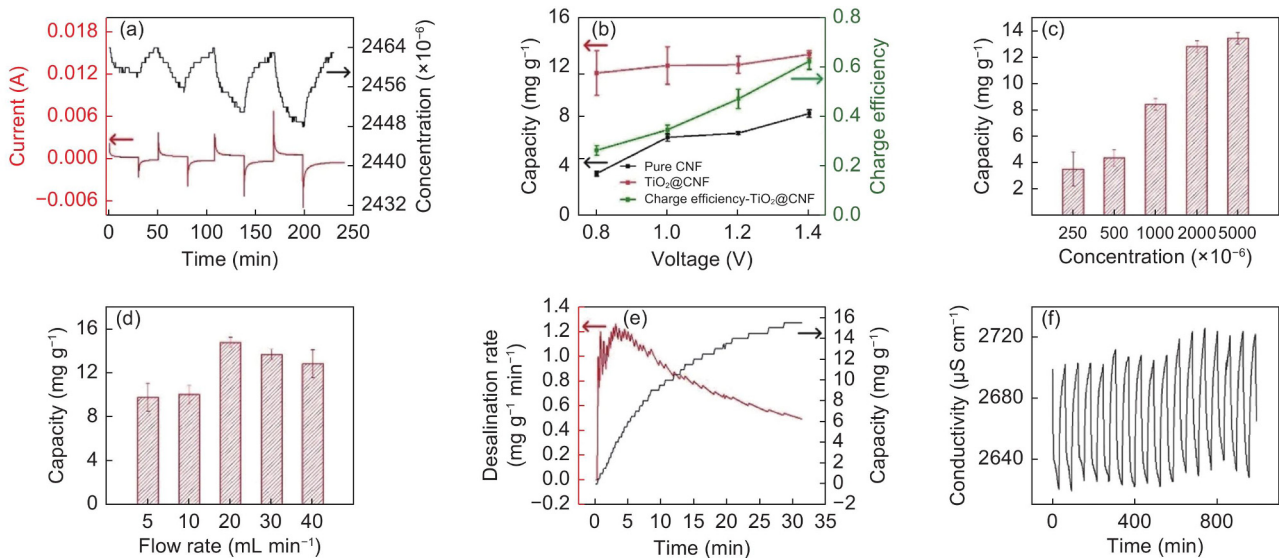 (a)
Current (A)
0.018
0.012
0.006
0.000
−0.006
2464
2456
2448
2440
2432
Concentration (×10⁻⁶)
0 50 100 150 200 250
Time (min)
(b)
Capacity (mg g⁻¹)
16
12
8
4
0
0.8
0.6
0.4
0.2
0.0
Charge efficiency
Pure CNF
TiO₂@CNF
Charge efficiency-TiO₂@CNF
0.8 1.0 1.2 1.4
Voltage (V)
(c)
Capacity (mg g⁻¹)
14
12
10
8
6
4
2
250 500 1000 2000 5000
Concentration (×10⁻⁶)
(d)
Capacity (mg g⁻¹)
16
12
8
4
0
5 10 20 30 40
Flow rate (mL min⁻¹)
(e)
Desalination rate
(mg g⁻¹ min⁻¹)
1.4
1.2
1.0
0.8
0.6
0.4
0.2
0.0
−0.2
16
14
12
10
8
6
4
2
0
−2
Capacity (mg g⁻¹)
0 5 10 15 20 25 30 35
Time (min)
(f)
Conductivity (µS cm⁻¹)
2720
2680
2640
0 400 800
Time (min)